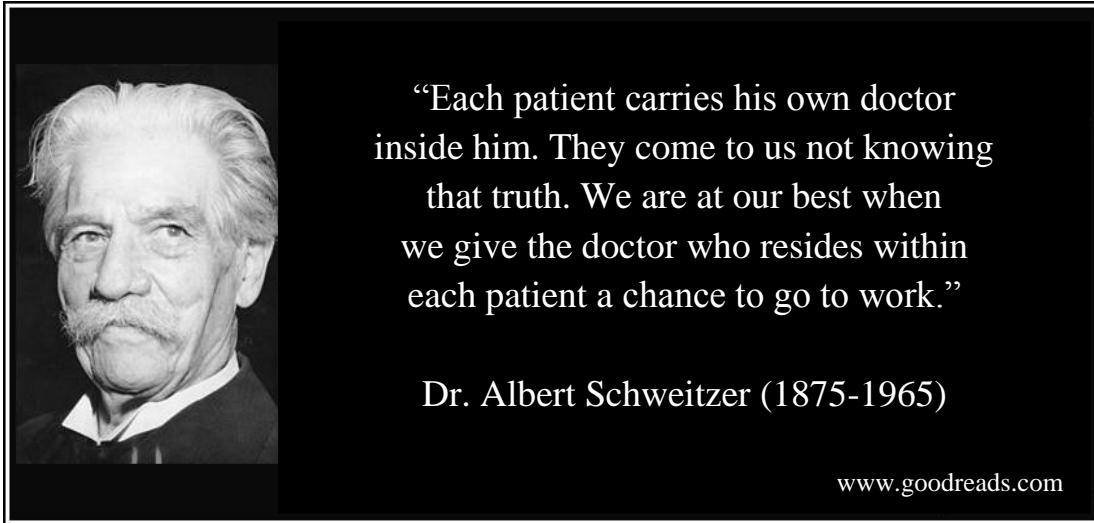 “Each patient carries his own doctor
inside him. They come to us not knowing
that truth. We are at our best when
we give the doctor who resides within
each patient a chance to go to work.”
Dr. Albert Schweitzer (1875-1965)
www.goodreads.com